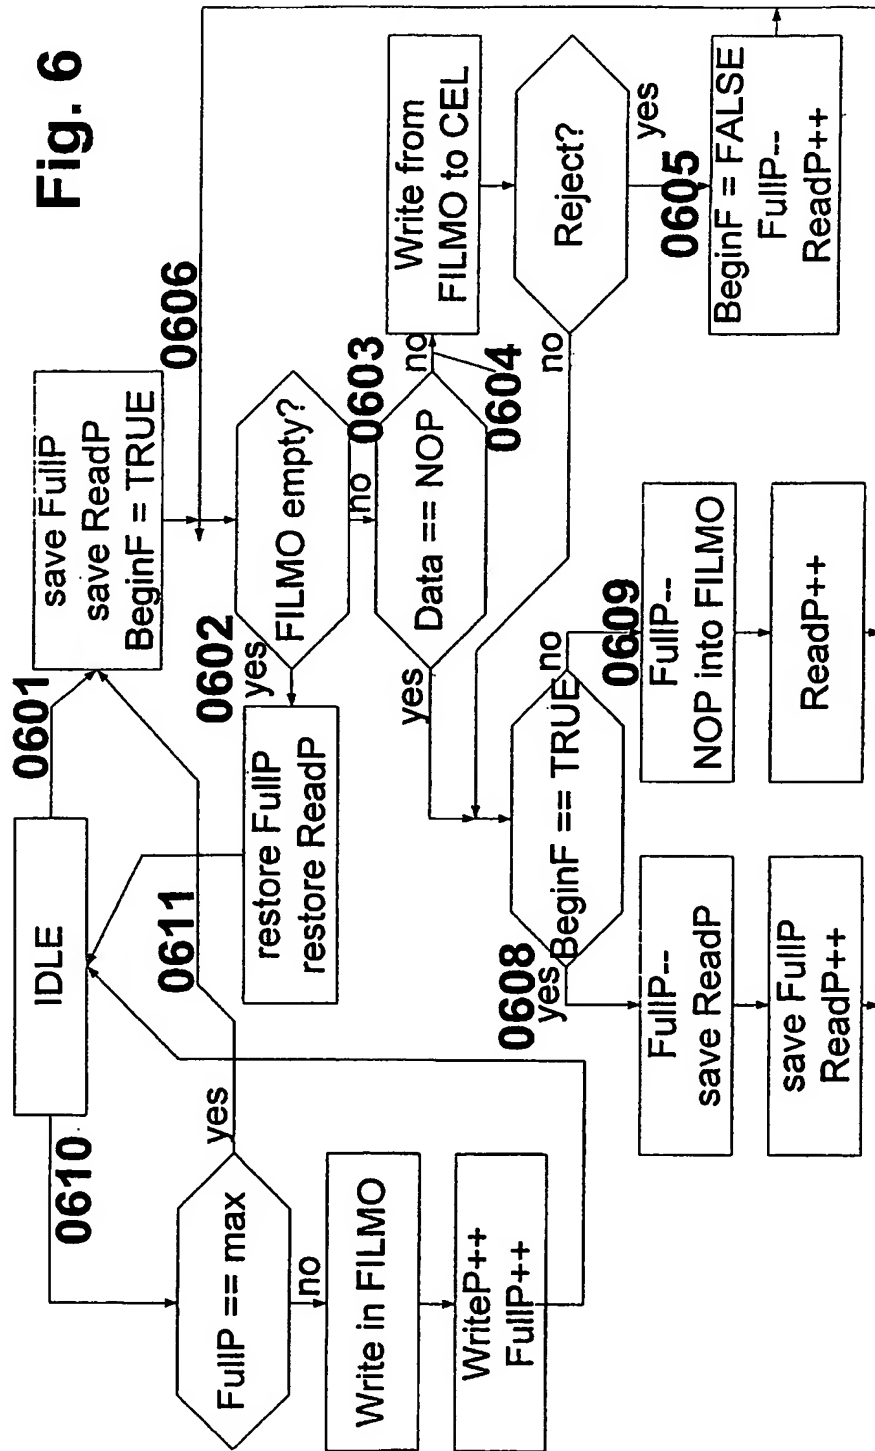 Fig. 6
IDLE
0601
0610
save FullP
save ReadP
BeginF = TRUE
0606
FullP == max
yes
no
0611
Write in FILMO
WriteP++
FullP++
FILMO empty?
0602
yes
no
restore FullP
restore ReadP
0603
Data == NOP
yes
no
0604
Write from
FILMO to CEL
Reject?
no
yes
0605
BeginF = FALSE
FullP--
ReadP++
BeginF == TRUE
0608
yes
no
0609
FullP--
save ReadP
save FullP
ReadP++
FullP--
NOP into FILMO
ReadP++